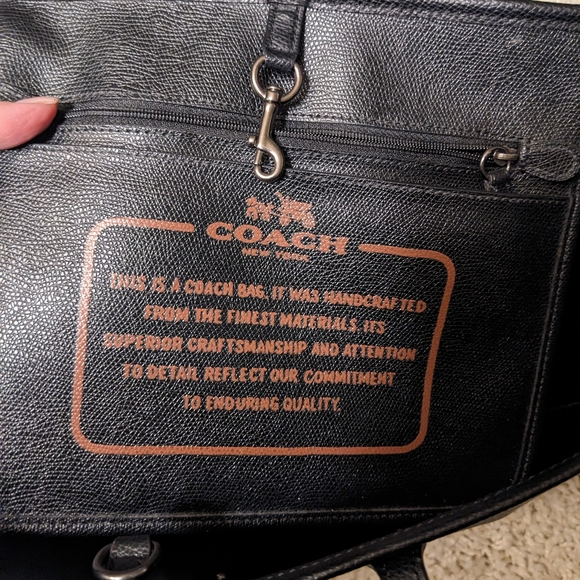 COACH
NEW YORK
THIS IS A COACH BAG. IT WAS HANDCRAFTED
FROM THE FINEST MATERIALS. ITS
SUPERIOR CRAFTSMANSHIP AND ATTENTION
TO DETAIL REFLECT OUR COMMITMENT
TO ENDURING QUALITY.